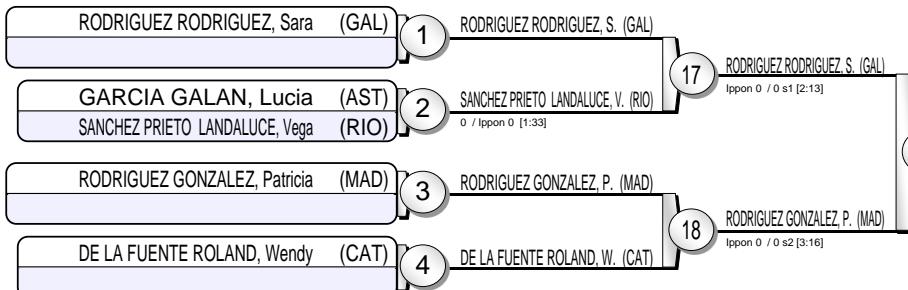 RODRIGUEZ RODRIGUEZ, Sara (GAL)
1
RODRIGUEZ RODRIGUEZ, S. (GAL)
17
RODRIGUEZ RODRIGUEZ, S. (GAL)
Ippon 0 / 0 s1 [2:13]
GARCIA GALAN, Lucia (AST)
SANCHEZ PRIETO LANDALUCE, Vega (RIO)
2
SANCHEZ PRIETO LANDALUCE, V. (RIO)
0 / Ippon 0 [1:33]
RODRIGUEZ GONZALEZ, Patricia (MAD)
3
RODRIGUEZ GONZALEZ, P. (MAD)
18
RODRIGUEZ GONZALEZ, P. (MAD)
Ippon 0 / 0 s2 [3:16]
DE LA FUENTE ROLAND, Wendy (CAT)
4
DE LA FUENTE ROLAND, W. (CAT)